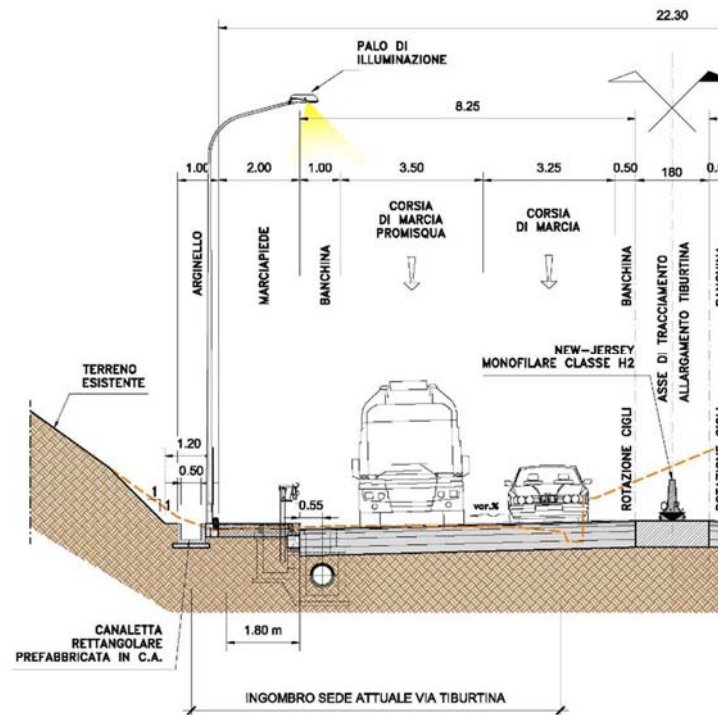 22.30
PALO DI
ILLUMINAZIONE
8.25
1.00
2.00
1.00
3.50
3.25
0.50
180
ARGINELLO
MARCIAPIEDE
BANCHINA
CORSIA
DI MARCIA
PROMISQUA
CORSIA
DI MARCIA
BANCHINA
ASSE DI TRACCIAMENTO
ALLARGAMENTO TIBURTINA
NEW-JERSEY
MONOFILARE CLASSE H2
TERRENO
ESISTENTE
ROTAZIONE CIGLI
1.20
0.50
1
1
0.55
var.%
CANALETTA
RETTANGOLARE
PREFABBRICATA IN C.A.
1.80 m
INGOMBRO SEDE ATTUALE VIA TIBURTINA